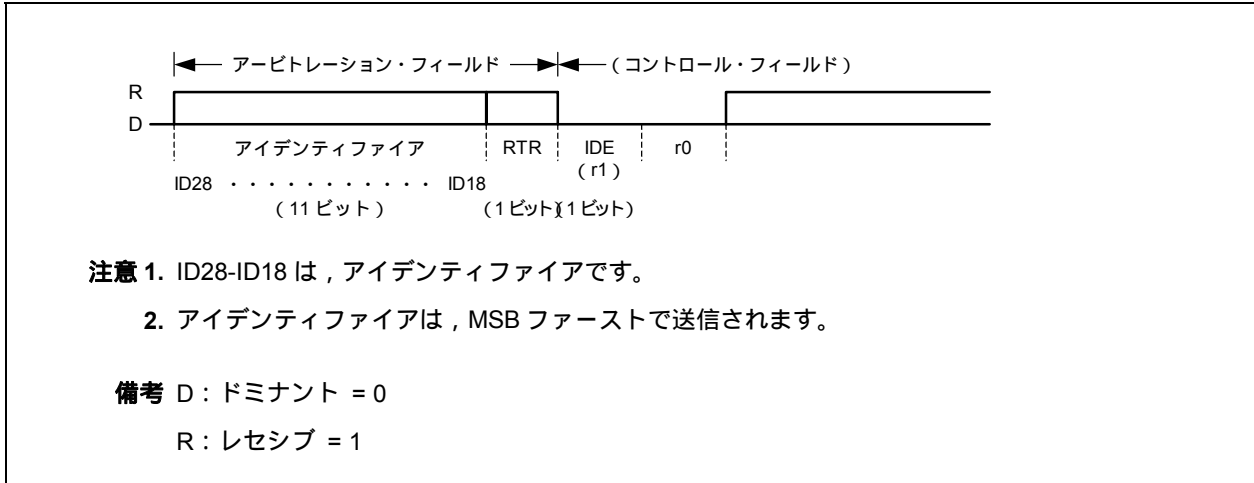 アービトレーション・フィールド （コントロール・フィールド）
R
D
アイデンティファイア RTR IDE r0
（r1）
ID28 ・・・・・・・・・・・ ID18
（11 ビット） （1 ビット）（1 ビット）
注意 1. ID28-ID18 は，アイデンティファイアです。
2. アイデンティファイアは，MSB ファーストで送信されます。
備考 D：ドミナント = 0
R：レセシブ = 1